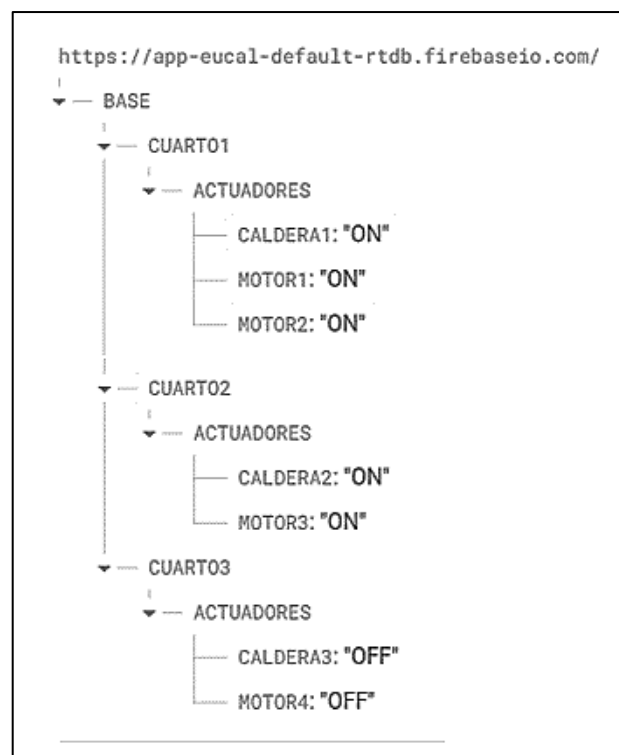 https://app-eucal-default-rtdb.firebaseio.com/
BASE
CUARTO1
ACTUADORES
CALDERA1: "ON"
MOTOR1: "ON"
MOTOR2: "ON"
CUARTO2
ACTUADORES
CALDERA2: "ON"
MOTOR3: "ON"
CUARTO3
ACTUADORES
CALDERA3: "OFF"
MOTOR4: "OFF"